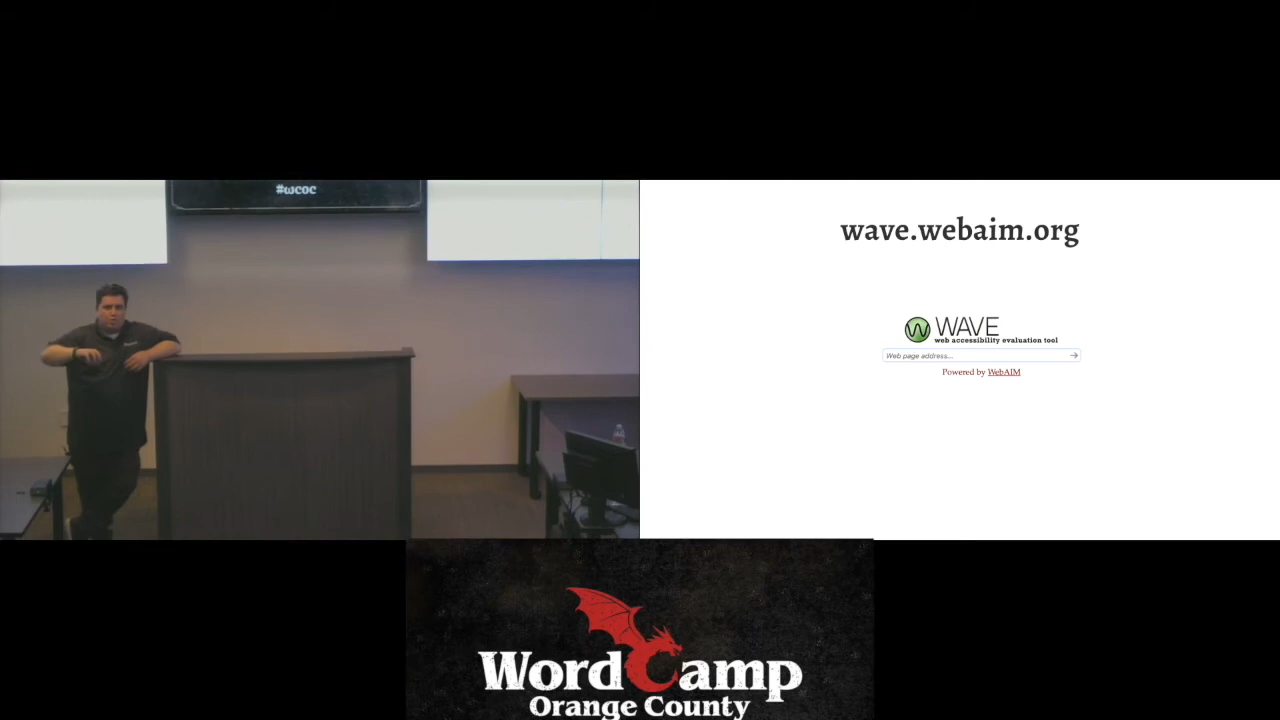 #wcoc
wave.webaim.org
WAVE
web accessibility evaluation tool
Web page address...
Powered by WebAIM
WordCamp
Orange County